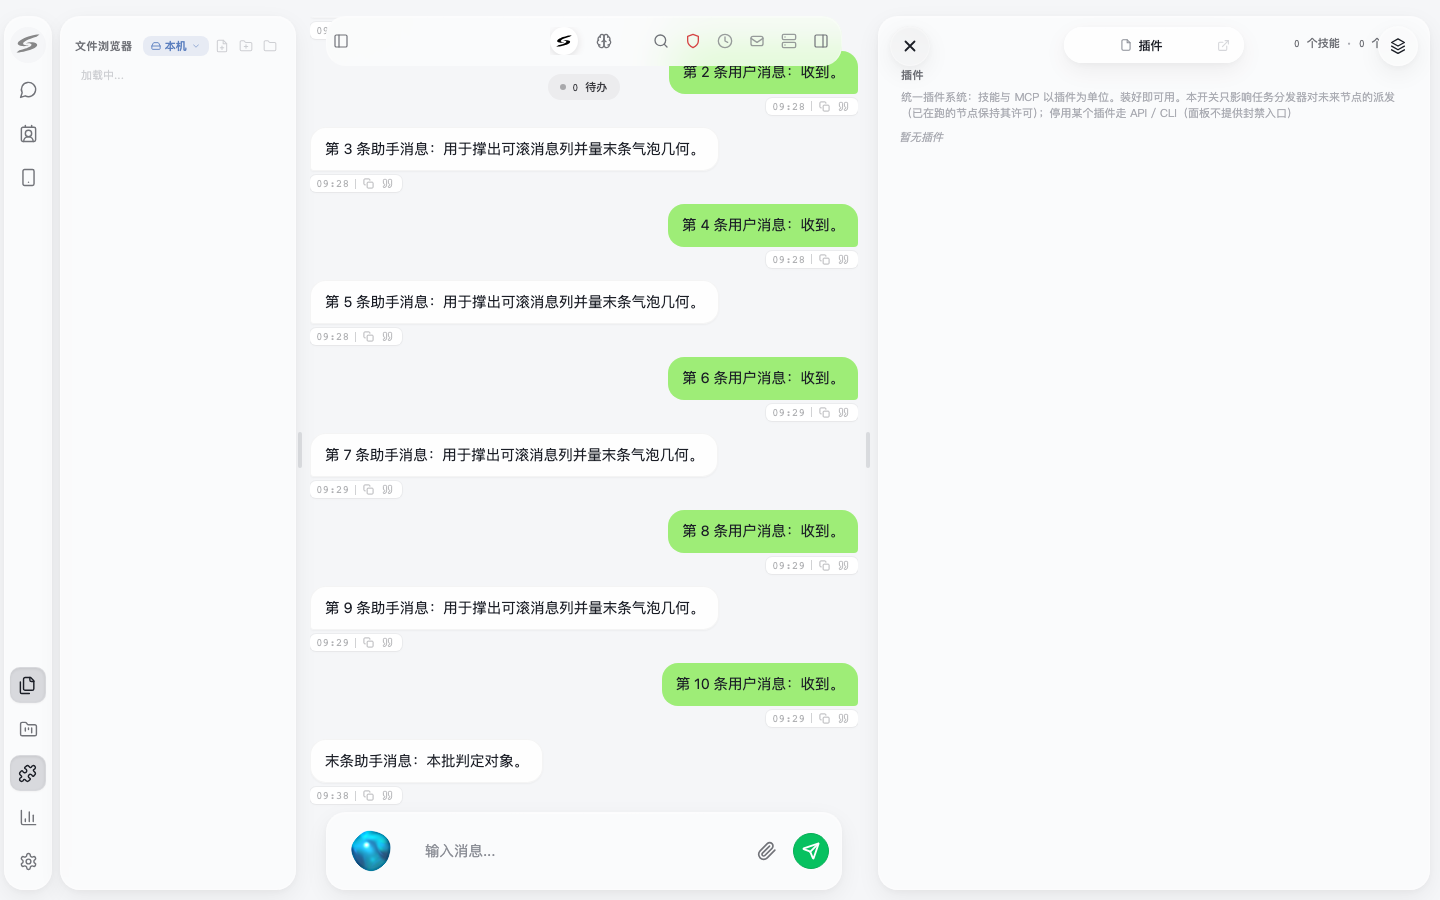 文件浏览器
本机
加载中...
09
0 待办
第 2 条用户消息：收到。
09:28
第 3 条助手消息：用于撑出可滚消息列并量末条气泡几何。
09:28
第 4 条用户消息：收到。
09:28
第 5 条助手消息：用于撑出可滚消息列并量末条气泡几何。
09:28
第 6 条用户消息：收到。
09:29
第 7 条助手消息：用于撑出可滚消息列并量末条气泡几何。
09:29
第 8 条用户消息：收到。
09:29
第 9 条助手消息：用于撑出可滚消息列并量末条气泡几何。
09:29
第 10 条用户消息：收到。
09:29
末条助手消息：本批判定对象。
09:38
输入消息...
插件
0 个技能 · 0 个
插件
统一插件系统：技能与 MCP 以插件为单位。装好即可用。本开关只影响任务分发器对未来节点的派发
（已在跑的节点保持其许可）；停用某个插件走 API / CLI（面板不提供封禁入口）
暂无插件